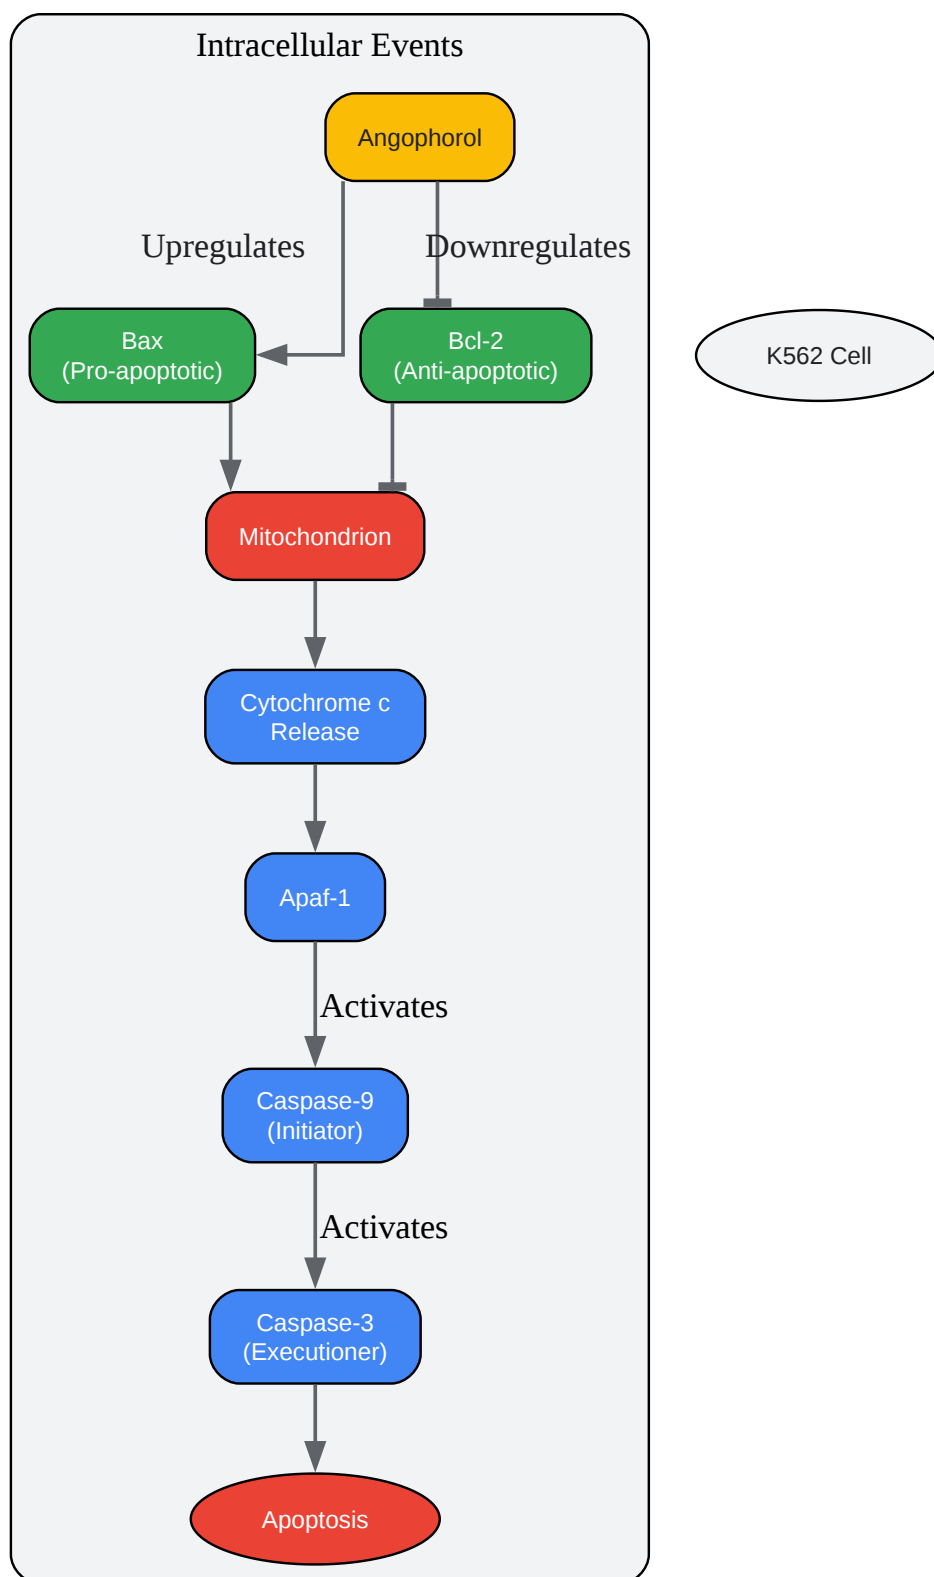 Intracellular Events
Angophorol
Upregulates
Downregulates
Bax
(Pro-apoptotic)
Bcl-2
(Anti-apoptotic)
K562 Cell
Mitochondrion
Cytochrome c
Release
Apaf-1
Activates
Caspase-9
(Initiator)
Activates
Caspase-3
(Executioner)
Apoptosis